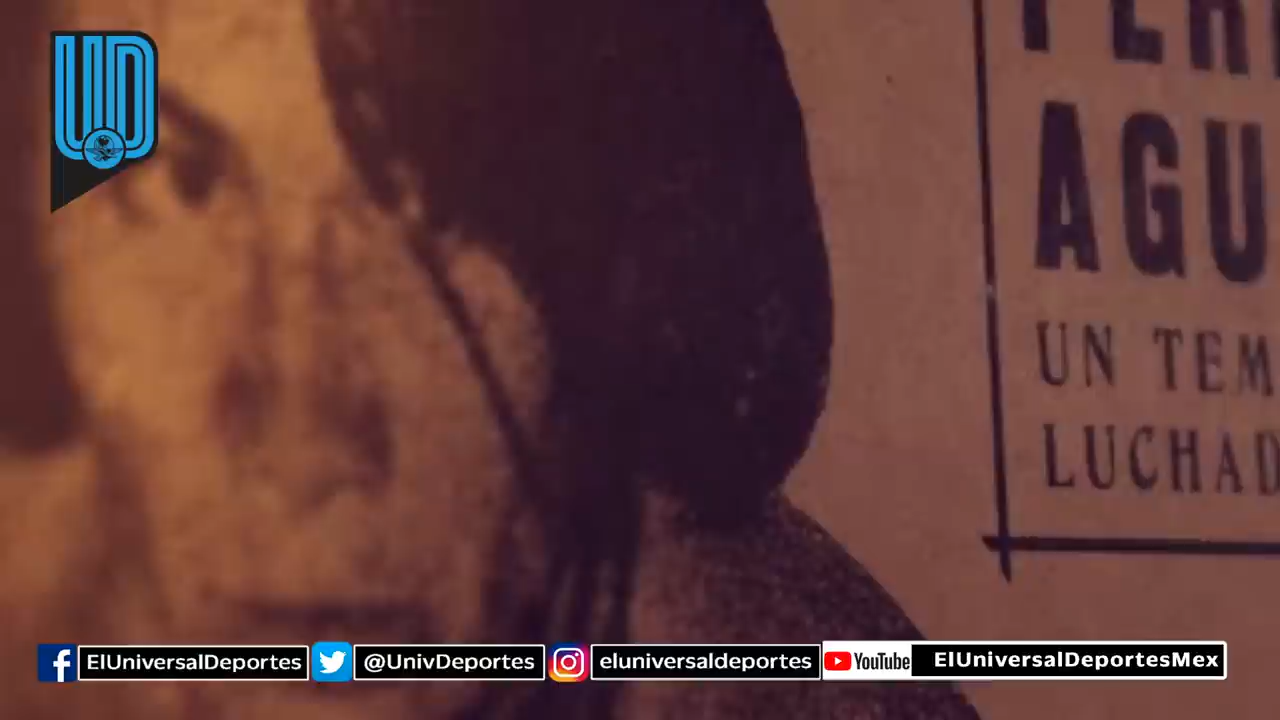 UD
AGU
UN TEM
LUCHAD
ElUniversalDeportes
@UnivDeportes
eluniversaldeportes
YouTube
ElUniversalDeportesMex